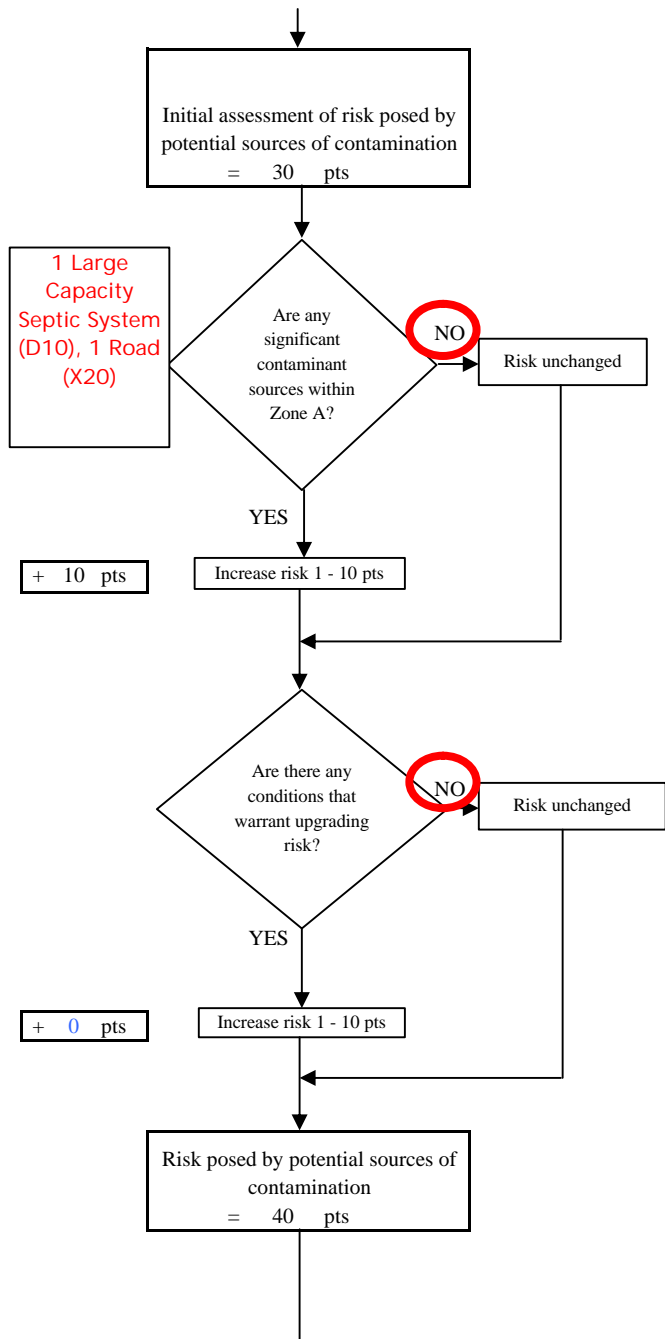 Initial assessment of risk posed by
potential sources of contamination
= 30 pts
1 Large
Capacity
Septic System
(D10), 1 Road
(X20)
Are any
significant
contaminant
sources within
Zone A?
NO
Risk unchanged
YES
+ 10 pts
Increase risk 1 - 10 pts
Are there any
conditions that
warrant upgrading
risk?
NO
Risk unchanged
YES
+ 0 pts
Increase risk 1 - 10 pts
Risk posed by potential sources of
contamination
= 40 pts